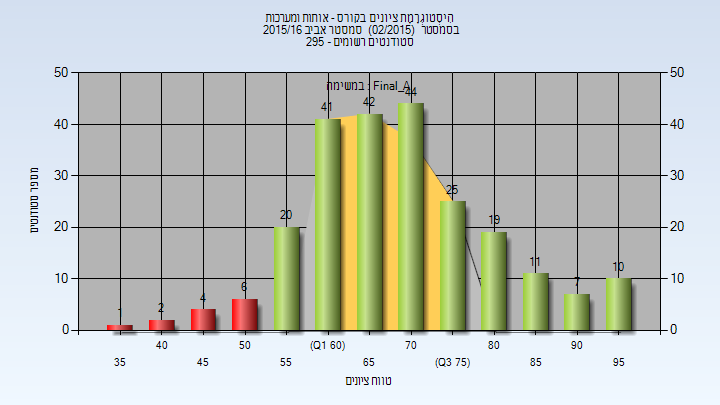 היסטוגרמת ציונים בקורס - אותות ומערכות
בסמסטר (02/2015) סמסטר אביב 2015/16
סטודנטים רשומים - 295
במשימה : Final_A
מספר סטודנטים
50 40 30 20 10 0
1 2 4 6 20 41 42 44 25 19 11 7 10
50 40 30 20 10 0
40 50 (Q1 60) 70 80 90
35 45 55 65 (Q3 75) 85 95
טווח ציונים